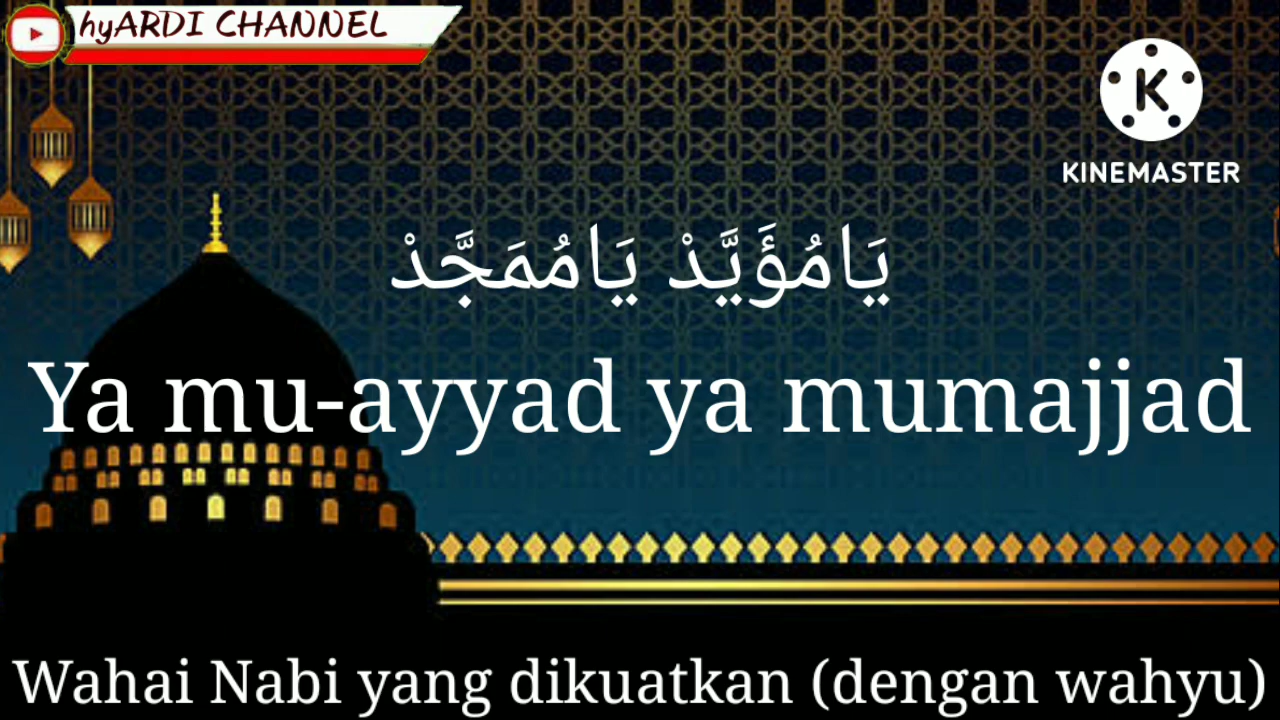 hyARDI CHANNEL
KINEMASTER
يَامُؤَيَّدْ يَامُمَجَّدْ
Ya mu-ayyad ya mumajjad
Wahai Nabi yang dikuatkan (dengan wahyu)